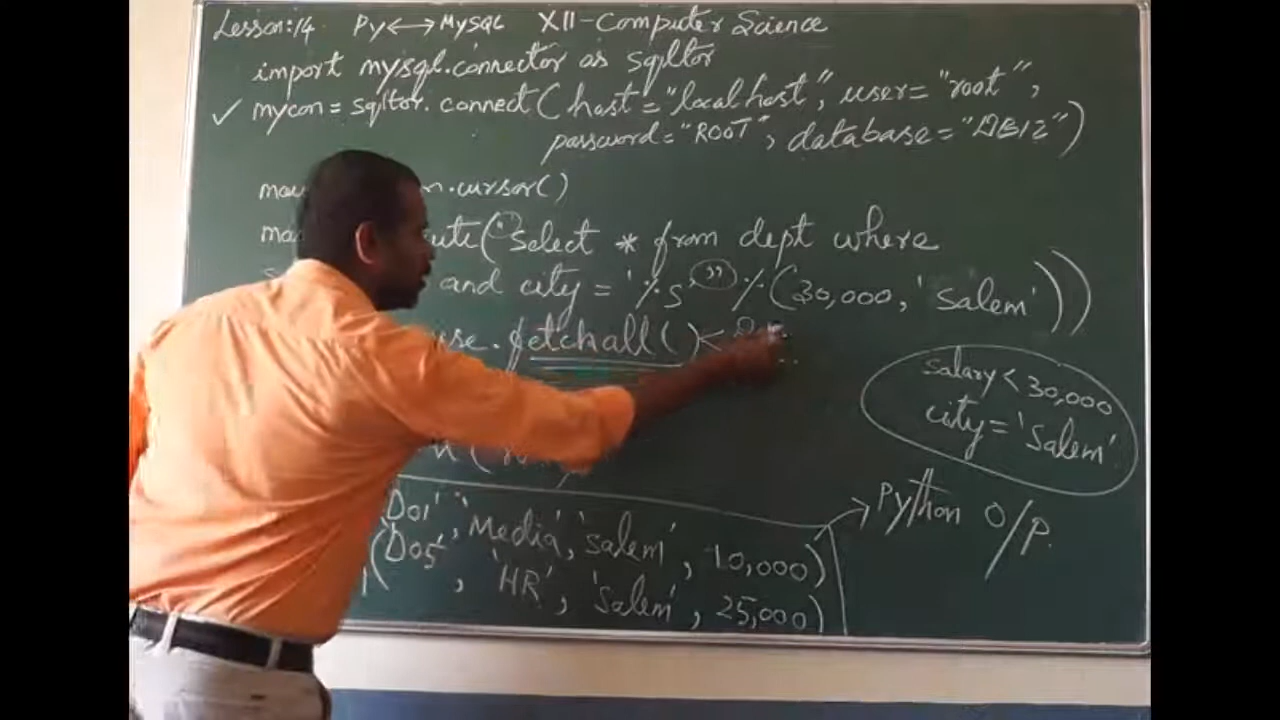 Lesson:14. Py<-->MySQL XII-Computer Science
import mysql.connector as sqltor
✓ mycon = sqltor.connect(host="localhost", user="root",
password="ROOT", database="DB12")
.cursor()
("Select * from dept where
and city = '%s'" %(30,000, 'Salem'))
use.fetchall() <
salary < 30,000
city = 'Salem'
Python O/P.
'D01', 'Media', 'Salem', 10,000)
('D05', 'HR', 'Salem', 25,000)